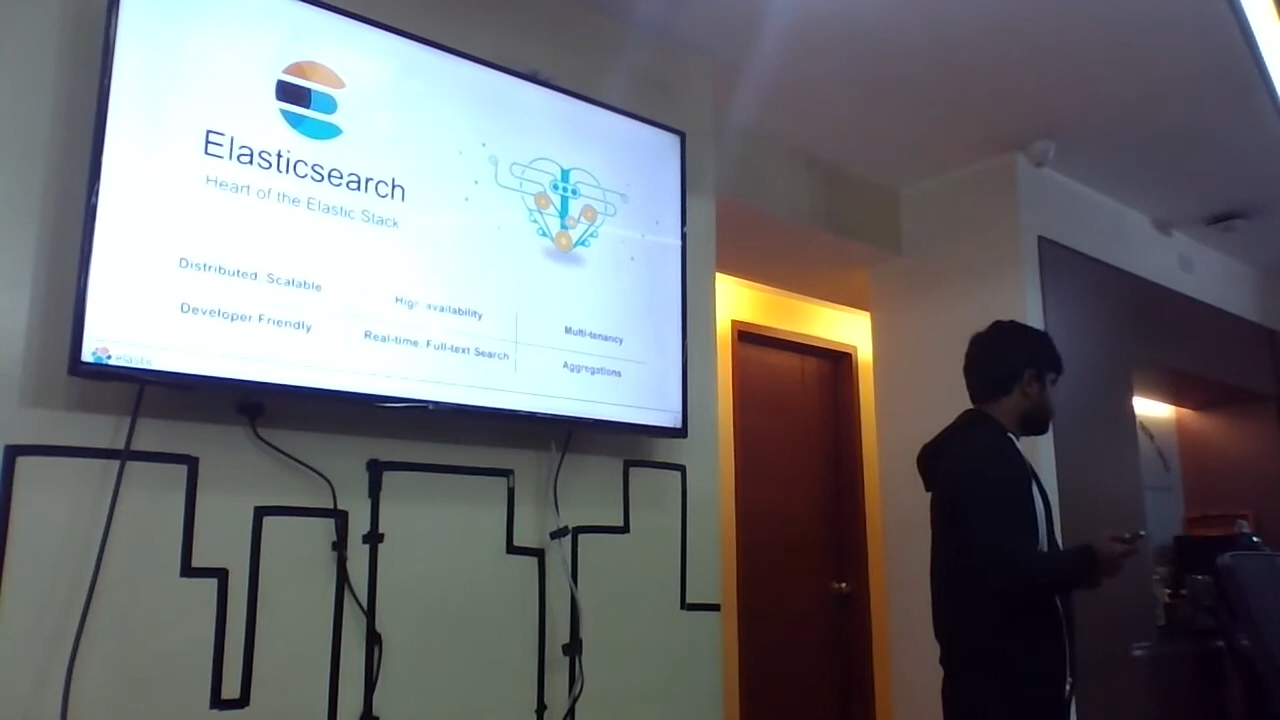 Elasticsearch
Heart of the Elastic Stack
Distributed, Scalable
High availability
Multi-tenancy
Developer Friendly
Real-time, Full-text Search
Aggregations
elastic